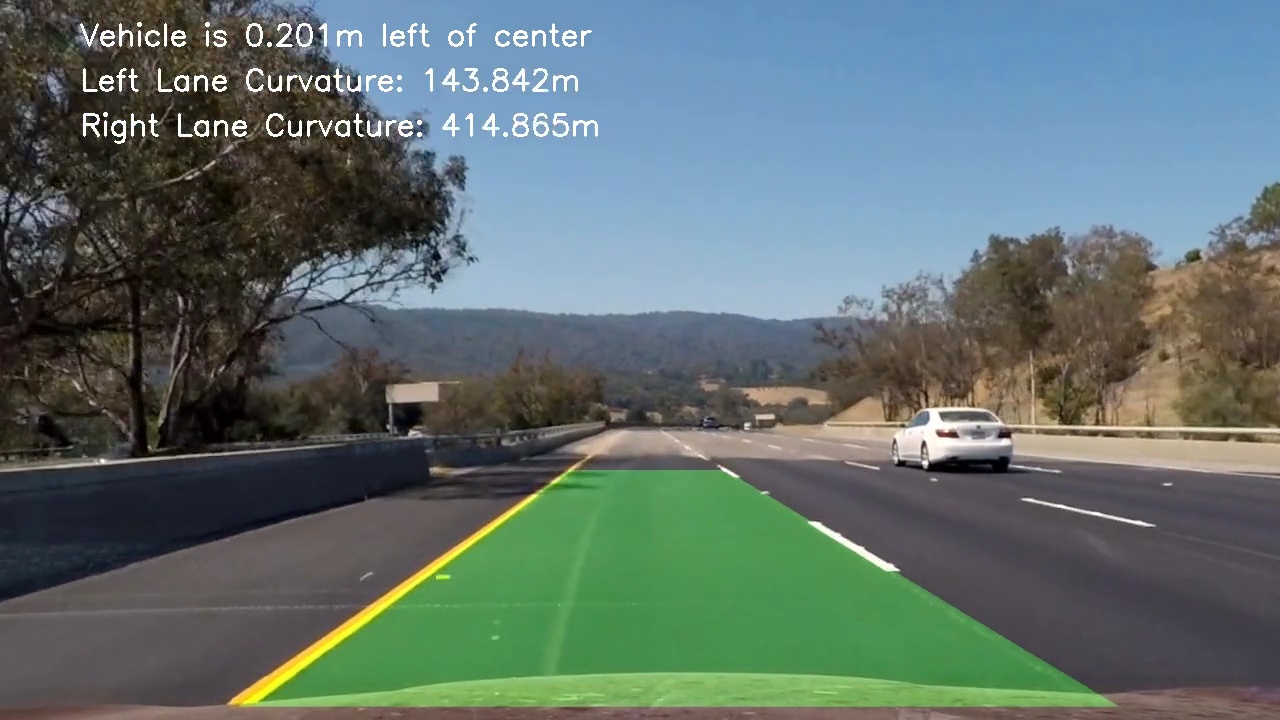 Vehicle is 0.201m left of center
Left Lane Curvature: 143.842m
Right Lane Curvature: 414.865m